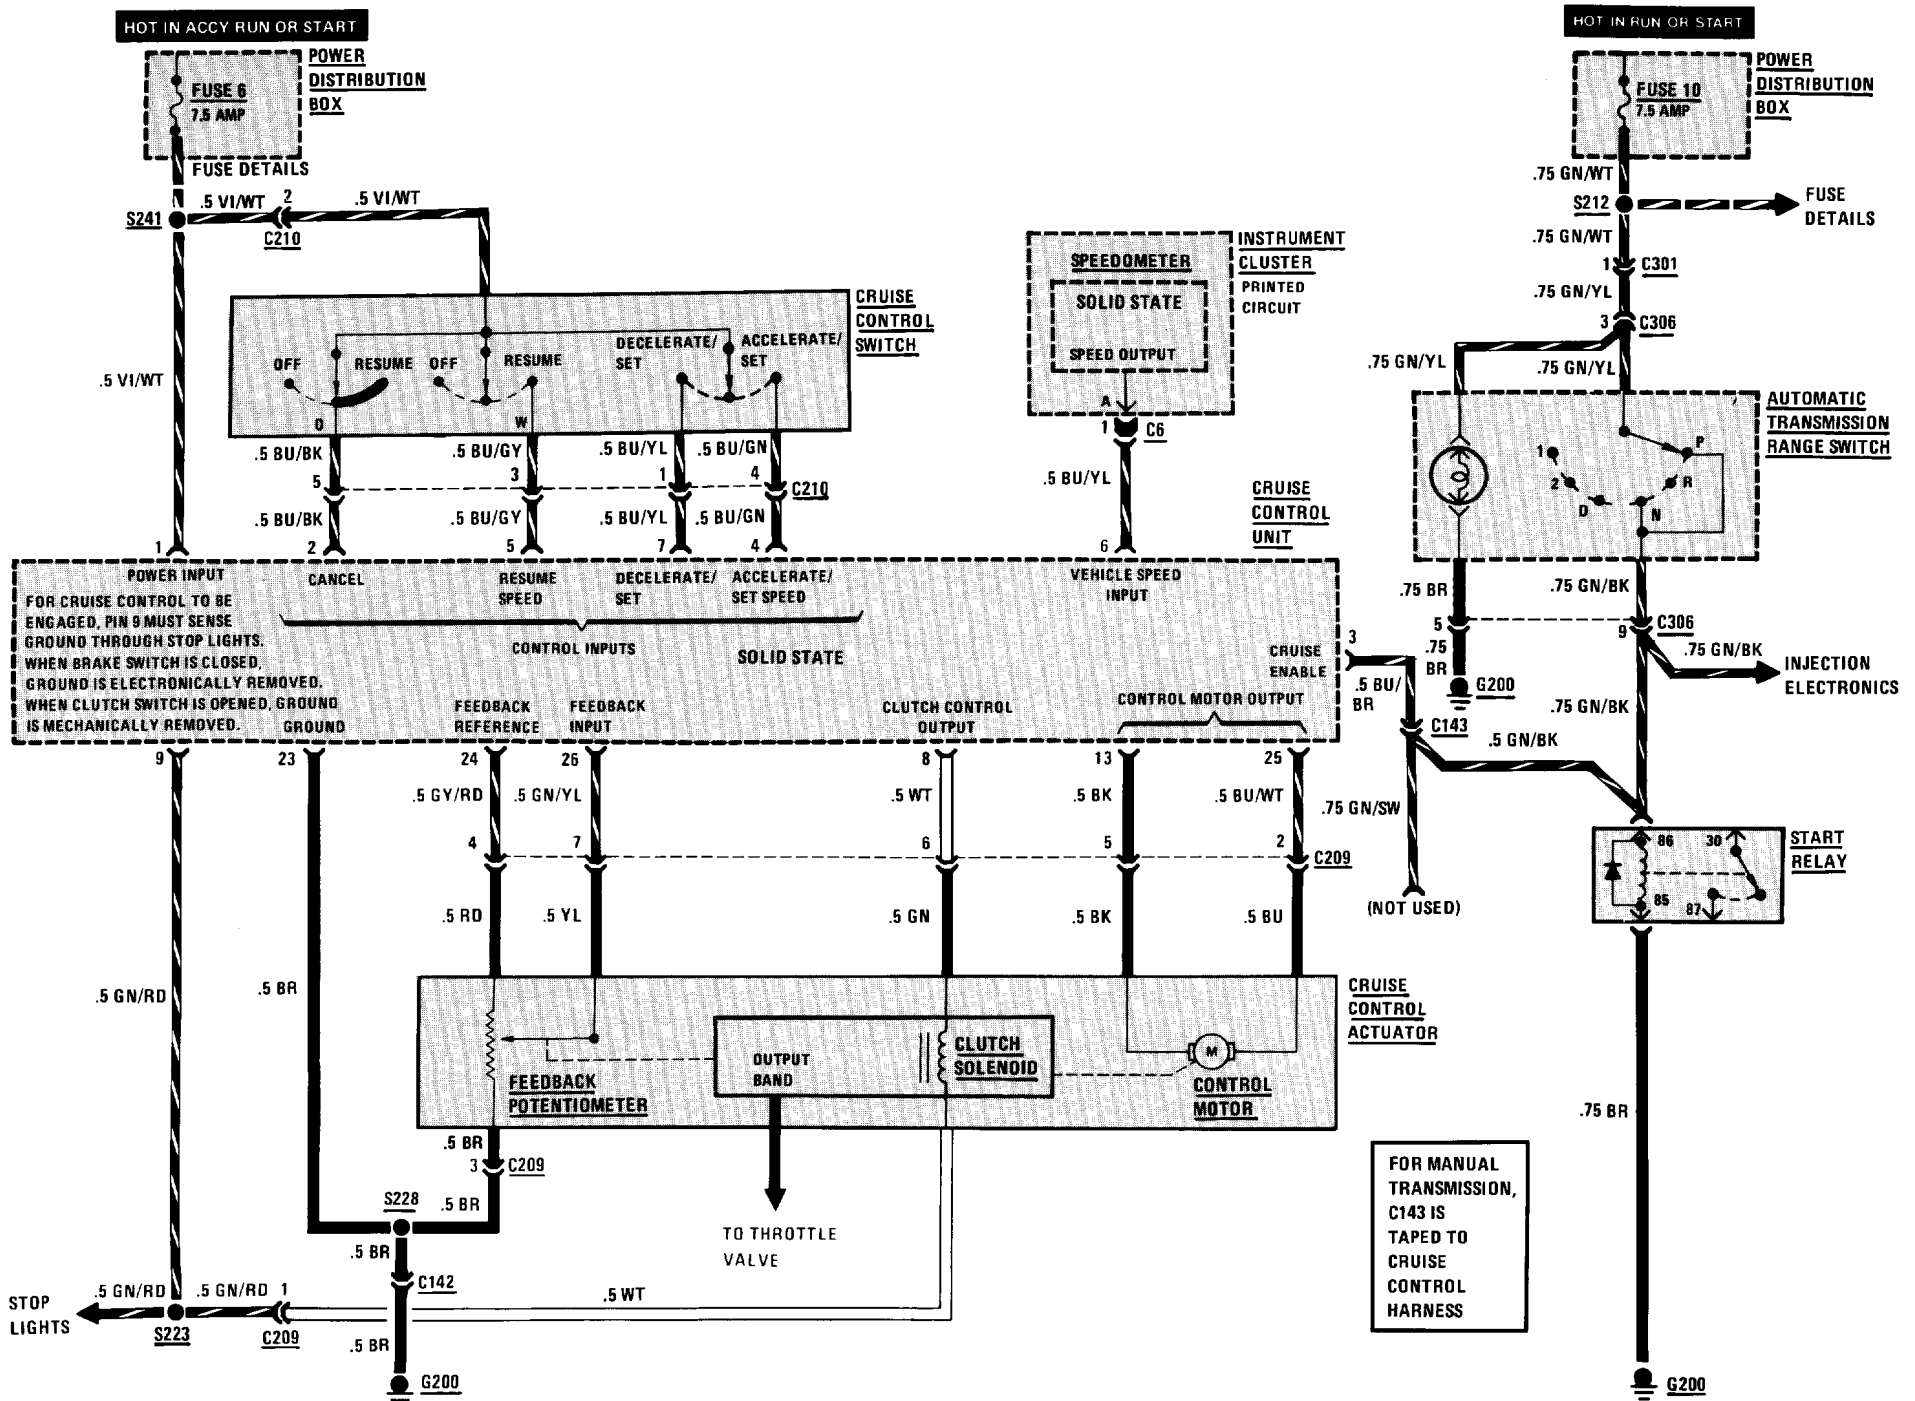 HOT IN ACCY RUN OR START
POWER
DISTRIBUTION
BOX
FUSE 6
7.5 AMP
FUSE DETAILS
S241
.5 VI/WT
2
C210
.5 VI/WT
.5 VI/WT
CRUISE
CONTROL
SWITCH
OFF
RESUME
OFF
RESUME
DECELERATE/
SET
ACCELERATE/
SET
O
W
.5 BU/BK
.5 BU/GY
.5 BU/YL
.5 BU/GN
5
3
1
4
C210
.5 BU/BK
.5 BU/GY
.5 BU/YL
.5 BU/GN
1
2
5
7
4
INSTRUMENT
CLUSTER
PRINTED
CIRCUIT
SPEEDOMETER
SOLID STATE
SPEED OUTPUT
A
1
C6
.5 BU/YL
6
CRUISE
CONTROL
UNIT
POWER INPUT
CANCEL
RESUME
SPEED
DECELERATE/
SET
ACCELERATE/
SET SPEED
VEHICLE SPEED
INPUT
FOR CRUISE CONTROL TO BE
ENGAGED, PIN 9 MUST SENSE
GROUND THROUGH STOP LIGHTS.
WHEN BRAKE SWITCH IS CLOSED,
GROUND IS ELECTRONICALLY REMOVED.
WHEN CLUTCH SWITCH IS OPENED, GROUND
IS MECHANICALLY REMOVED.
CONTROL INPUTS
SOLID STATE
CRUISE
ENABLE
GROUND
FEEDBACK
REFERENCE
FEEDBACK
INPUT
CLUTCH CONTROL
OUTPUT
CONTROL MOTOR OUTPUT
3
.5 BU/
BR
C143
.5 GN/BK
.75 GN/SW
(NOT USED)
9
23
24
26
8
13
25
.5 GY/RD
.5 GN/YL
.5 WT
.5 BK
.5 BU/WT
4
7
6
5
2
C209
.5 RD
.5 YL
.5 GN
.5 BK
.5 BU
.5 GN/RD
.5 BR
CRUISE
CONTROL
ACTUATOR
FEEDBACK
POTENTIOMETER
OUTPUT
BAND
CLUTCH
SOLENOID
M
CONTROL
MOTOR
.5 BR
3
C209
.5 BR
S228
.5 BR
C142
.5 BR
G200
TO THROTTLE
VALVE
STOP
LIGHTS
.5 GN/RD
S223
.5 GN/RD
1
C209
.5 WT
HOT IN RUN OR START
POWER
DISTRIBUTION
BOX
FUSE 10
7.5 AMP
.75 GN/WT
S212
FUSE
DETAILS
.75 GN/WT
1
C301
.75 GN/YL
3
C306
.75 GN/YL
.75 GN/YL
AUTOMATIC
TRANSMISSION
RANGE SWITCH
1
2
D
N
R
P
.75 BR
.75 GN/BK
5
9
C306
.75
BR
G200
.75 GN/BK
INJECTION
ELECTRONICS
.75 GN/BK
START
RELAY
86
30
85
87
.75 BR
G200
FOR MANUAL
TRANSMISSION,
C143 IS
TAPED TO
CRUISE
CONTROL
HARNESS